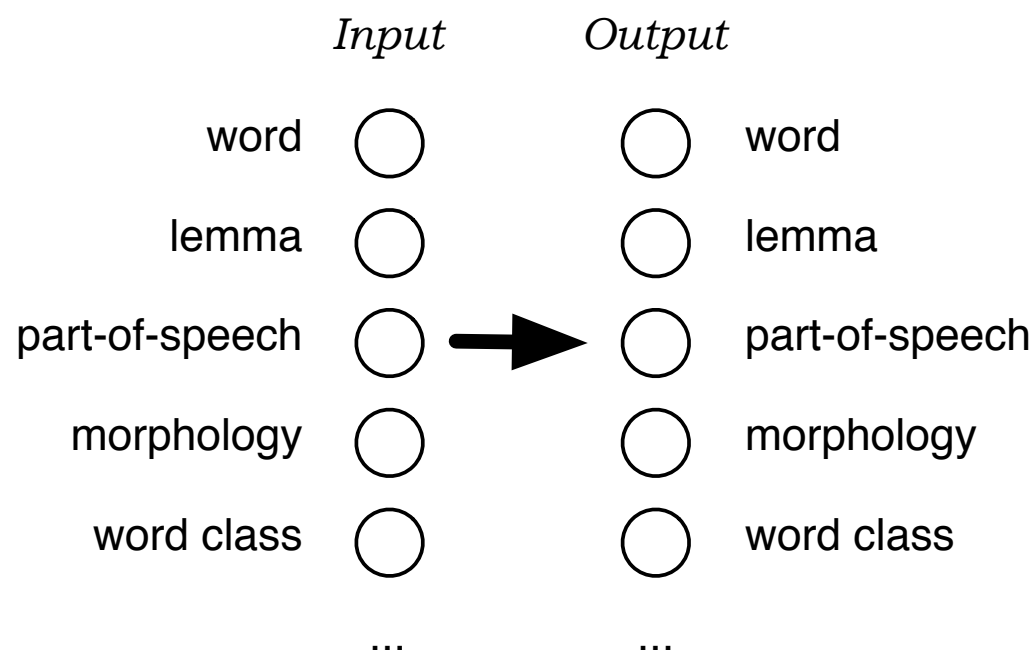 Input Output
word word
lemma lemma
part-of-speech part-of-speech
morphology morphology
word class word class
... ...